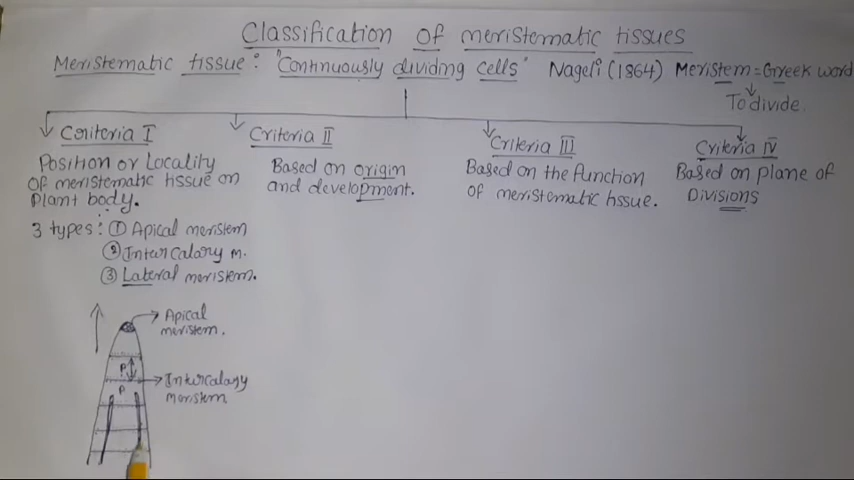 Classification of meristematic tissues
Meristematic tissue: "Continuously dividing cells" Nageli (1864) Meristem = Greek word
To divide.
Criteria I
Position or Locality
of meristematic tissue on
plant body.
3 types: ① Apical meristem
② Intercalary m.
③ Lateral meristem.
Criteria II
Based on origin
and development.
Criteria III
Based on the function
of meristematic tissue.
Criteria IV
Based on plane of
Divisions
Apical
meristem.
P
P
Intercalary
meristem